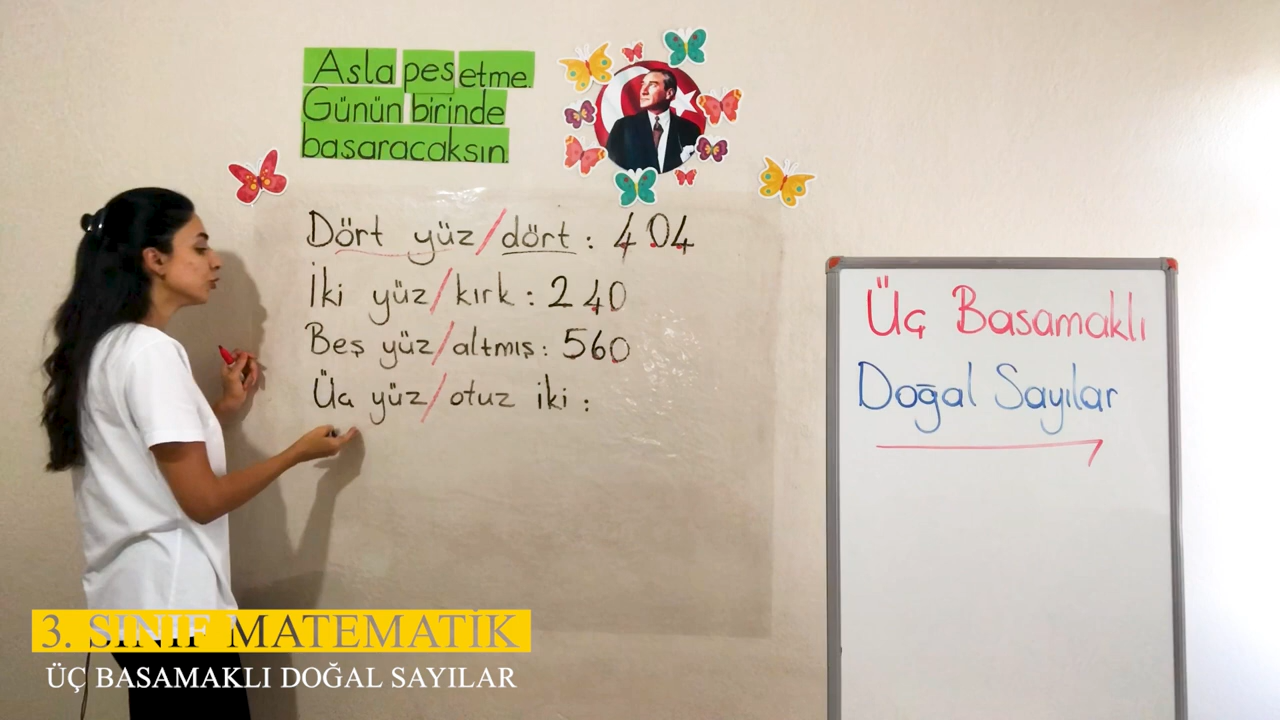 Asla pes etme.
Günün birinde
başaracaksın.
Dört yüz/dört : 404
İki yüz/kırk : 240
Beş yüz/altmış : 560
Üç yüz/otuz iki :
Üç Basamaklı
Doğal Sayılar
3. SINIF MATEMATİK
ÜÇ BASAMAKLI DOĞAL SAYILAR